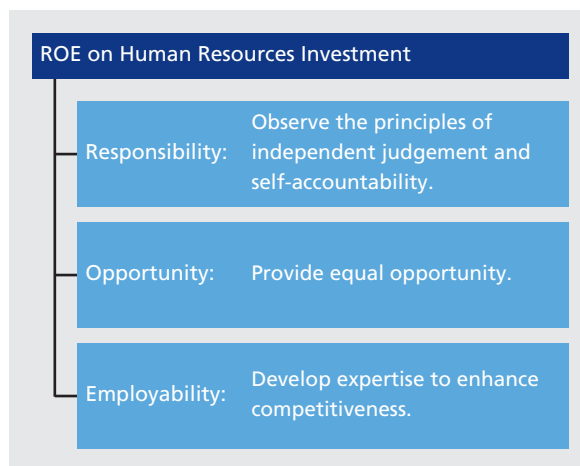 ROE on Human Resources Investment
Responsibility:
Observe the principles of
independent judgement and
self-accountability.
Opportunity:
Provide equal opportunity.
Employability:
Develop expertise to enhance
competitiveness.